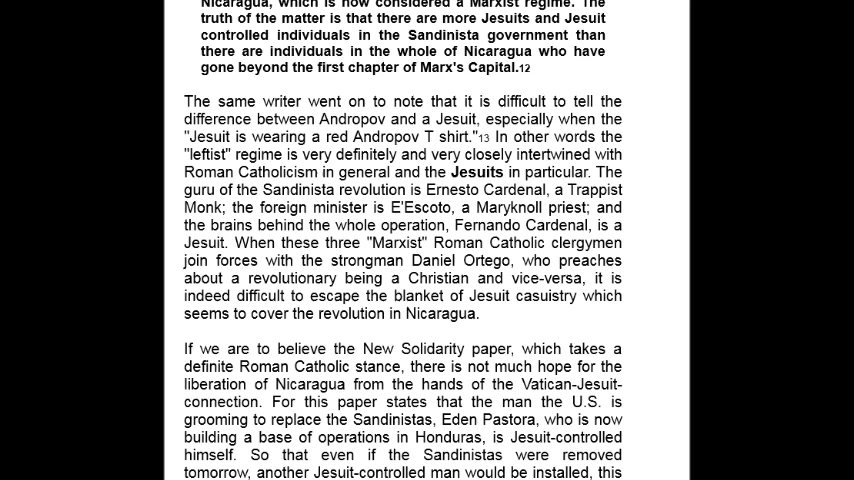 Nicaragua, which is now considered a Marxist regime. The
truth of the matter is that there are more Jesuits and Jesuit
controlled individuals in the Sandinista government than
there are individuals in the whole of Nicaragua who have
gone beyond the first chapter of Marx's Capital.12
The same writer went on to note that it is difficult to tell the
difference between Andropov and a Jesuit, especially when the
"Jesuit is wearing a red Andropov T shirt."13 In other words the
"leftist" regime is very definitely and very closely intertwined with
Roman Catholicism in general and the Jesuits in particular. The
guru of the Sandinista revolution is Ernesto Cardenal, a Trappist
Monk; the foreign minister is E'Escoto, a Maryknoll priest; and
the brains behind the whole operation, Fernando Cardenal, is a
Jesuit. When these three "Marxist" Roman Catholic clergymen
join forces with the strongman Daniel Ortego, who preaches
about a revolutionary being a Christian and vice-versa, it is
indeed difficult to escape the blanket of Jesuit casuistry which
seems to cover the revolution in Nicaragua.
If we are to believe the New Solidarity paper, which takes a
definite Roman Catholic stance, there is not much hope for the
liberation of Nicaragua from the hands of the Vatican-Jesuit-
connection. For this paper states that the man the U.S. is
grooming to replace the Sandinistas, Eden Pastora, who is now
building a base of operations in Honduras, is Jesuit-controlled
himself. So that even if the Sandinistas were removed
tomorrow, another Jesuit-controlled man would be installed, this